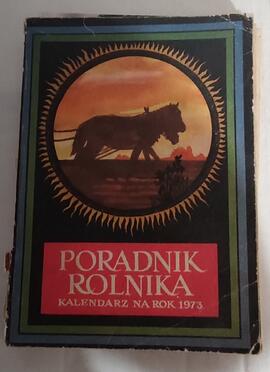 PORADNIK
ROLNIKA
KALENDARZ NA ROK 1973